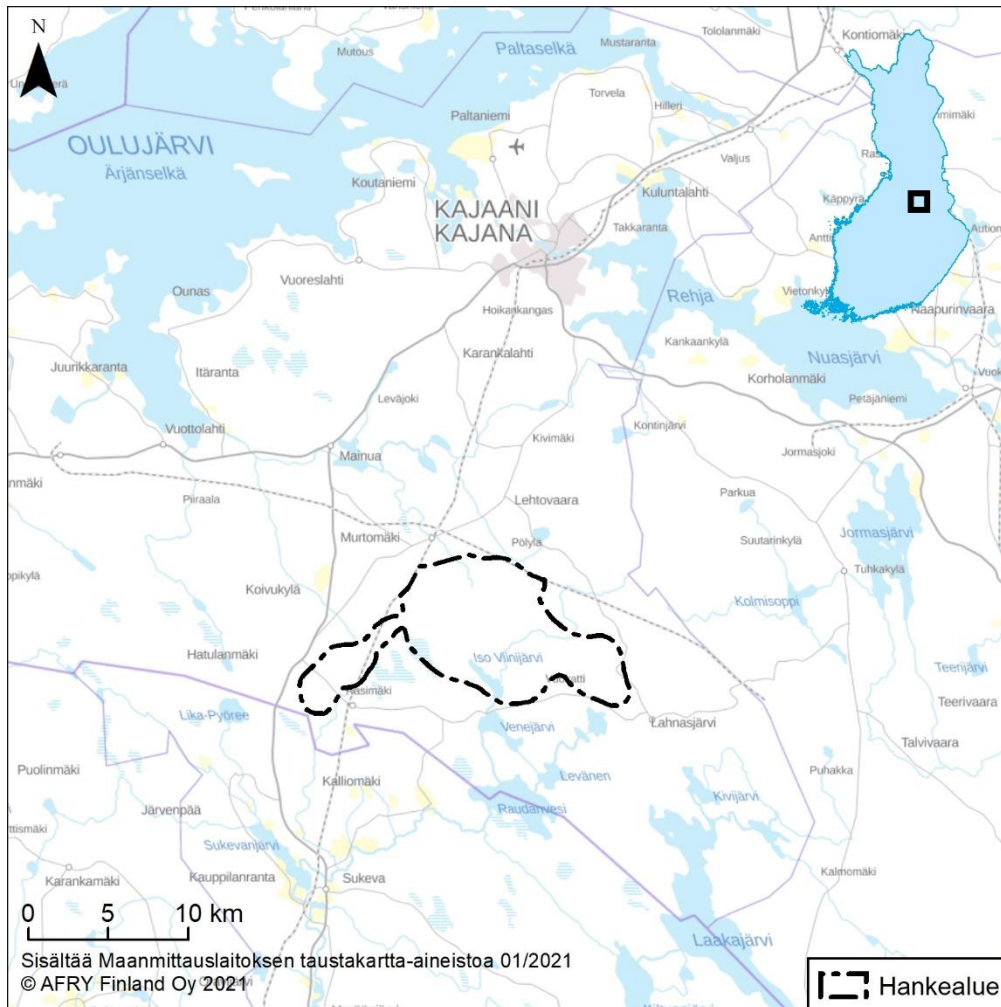 N
Mutous
Paltaselkä
Mustaranta
Tololanmäki
Kontiomäki
Paltaniemi
Torvela
Hilleri
OULUJÄRVI
Ärjänselkä
Koutaniemi
Valjus
Kuluntalahti
Käppyrä
KAJAANI
KAJANA
Takkaranta
Vuoreslahti
Ounas
Rehja
Hoikankangas
Naapurinvaara
Kankaankylä
Karankalahti
Nuasjärvi
Juurikkaranta
Itäranta
Korholanmäki
Leväjoki
Petäjäniemi
Vuottolahti
Kivimäki
Kontinjärvi
Mainua
Jormasjoki
Piiraala
Lehtovaara
Parkua
Murtomäki
Pölylä
Suutarinkylä
Jormasjärvi
Tuhkakylä
Koivukylä
Kolmisoppi
Hatulanmäki
Iso Viinijärvi
Teerijärvi
Lika-Pyöree
Teerivaara
Venejärvi
Lahnasjärvi
Talvivaara
Puolinmäki
Kalliomäki
Levänen
Puhakka
Kivijärvi
Järvenpää
Raudanvesi
Sukevanjärvi
Karankamäki
Kauppilanranta
Sukeva
Kalmomäki
Laakajärvi
0 5 10 km
Sisältää Maanmittauslaitoksen taustakartta-aineistoa 01/2021
© AFRY Finland Oy 2021
Hankealue